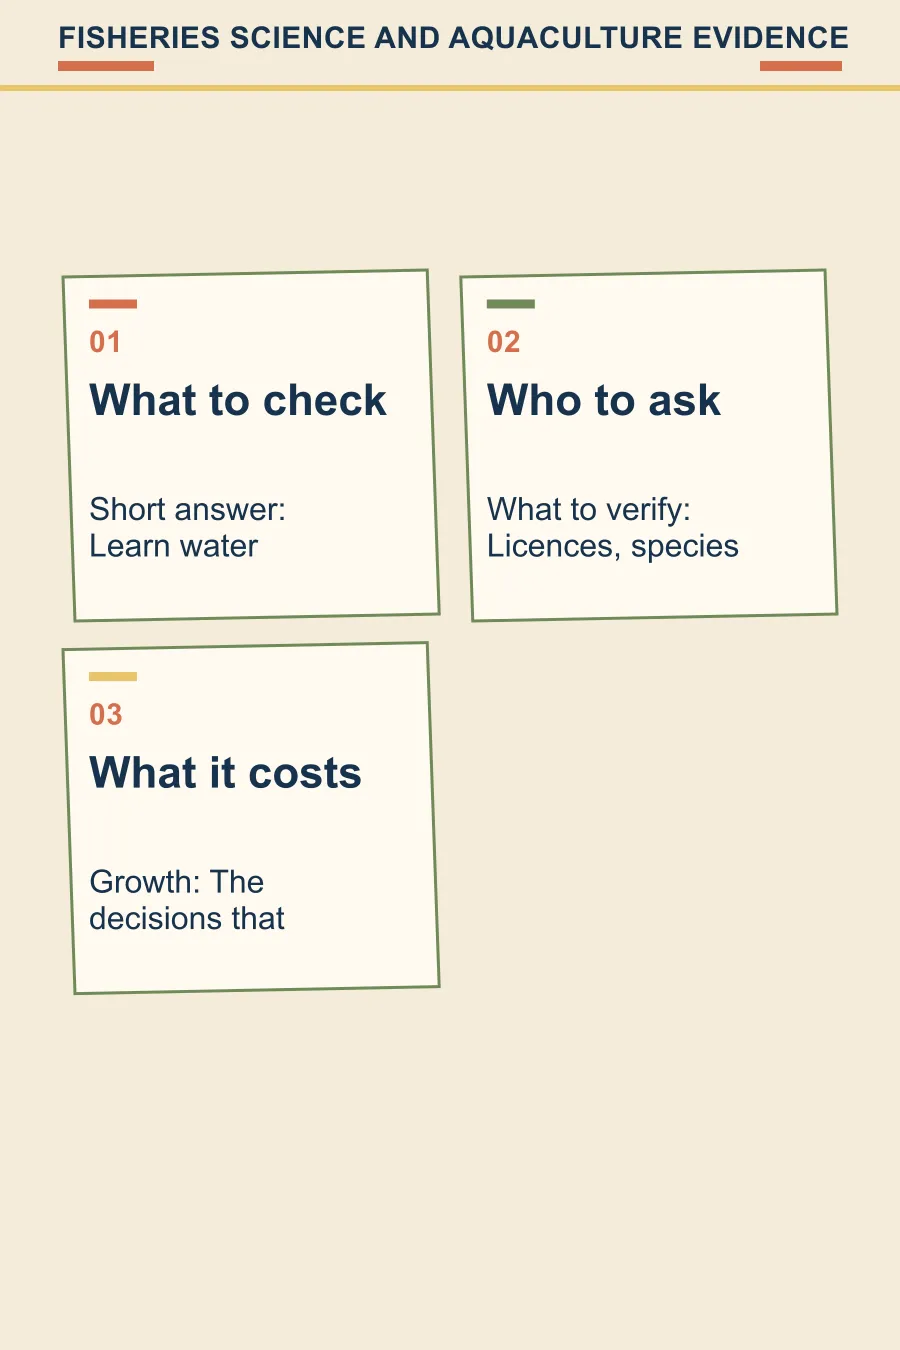 FISHERIES SCIENCE AND AQUACULTURE EVIDENCE
01
What to check
Short answer:
Learn water
02
Who to ask
What to verify:
Licences, species
03
What it costs
Growth: The
decisions that